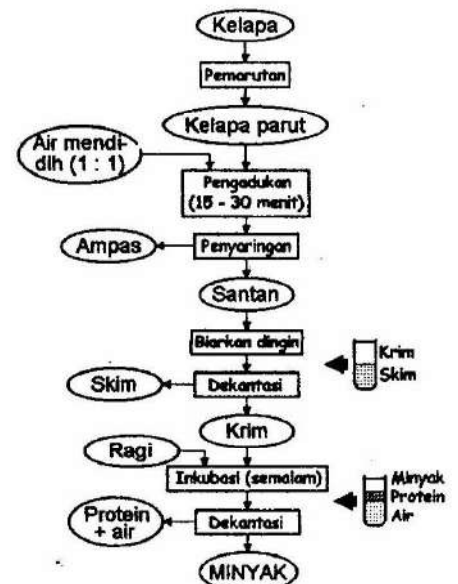 Kelapa
Pemarutan
Kelapa parut
Air mendi-
dih (1 : 1)
Pengadukan
(15 - 30 menit)
Ampas
Penyaringan
Santan
Biarkan dingin
Krim
Skim
Skim
Dekantasi
Krim
Ragi
Inkubasi (semalam)
Minyak
Protein
Air
Protein
+ air
Dekantasi
MINYAK